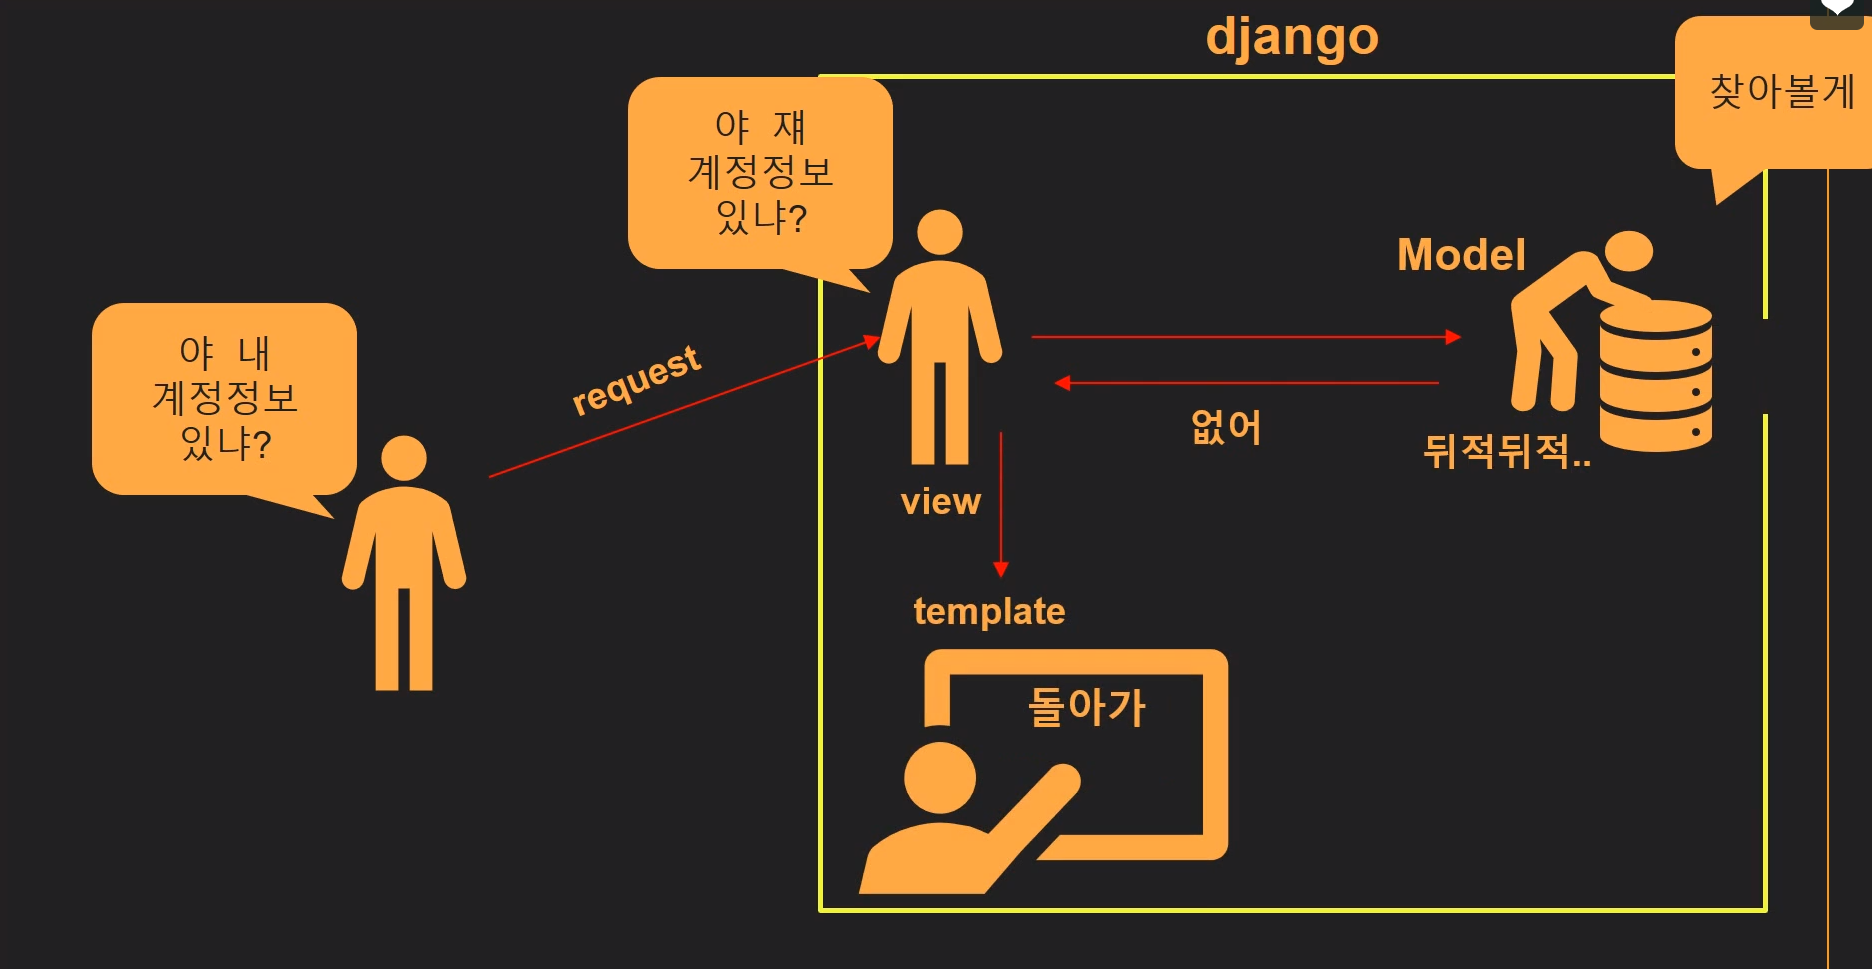 django
찾아볼게
야 쟤
계정정보
있냐?
Model
야 내
계정정보
있냐?
request
없어
뒤적뒤적..
view
template
돌아가